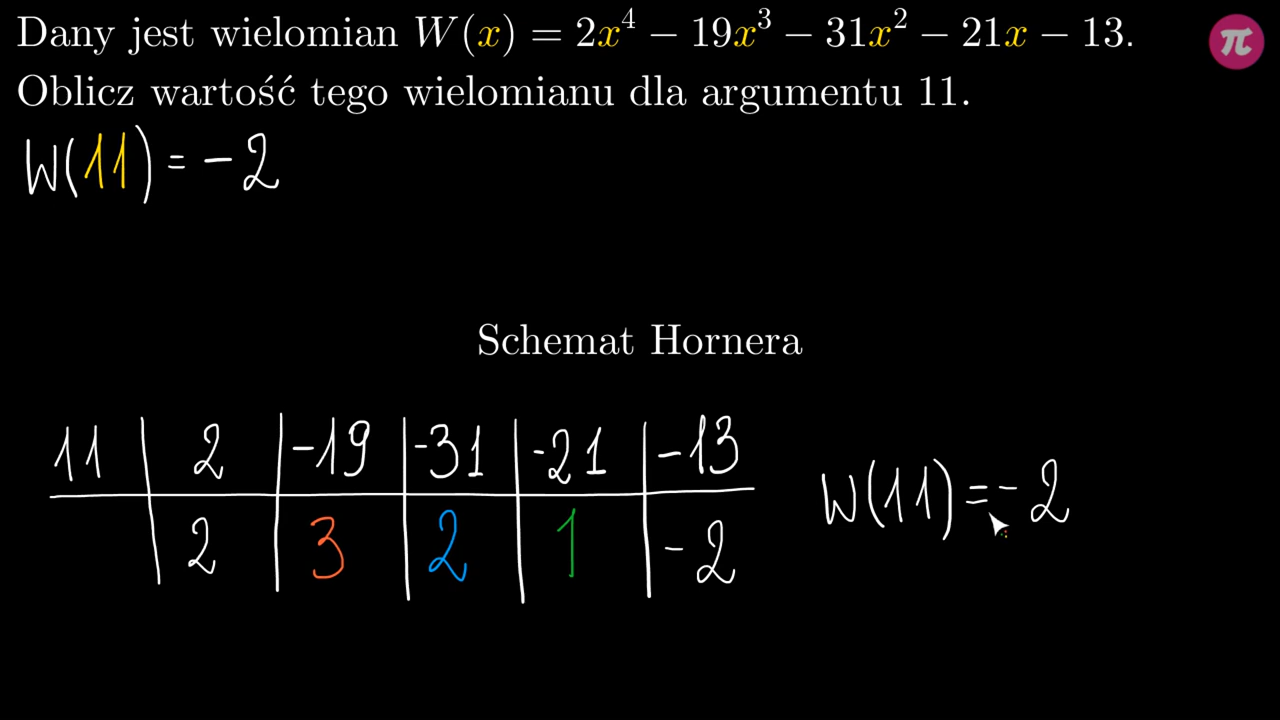 Dany jest wielomian W(x) = 2x⁴ − 19x³ − 31x² − 21x − 13.
Oblicz wartość tego wielomianu dla argumentu 11.
W(11) = -2
Schemat Hornera
11 | 2 | -19 | -31 | -21 | -13
2 | 3 | 2 | 1 | -2
W(11) = -2
π